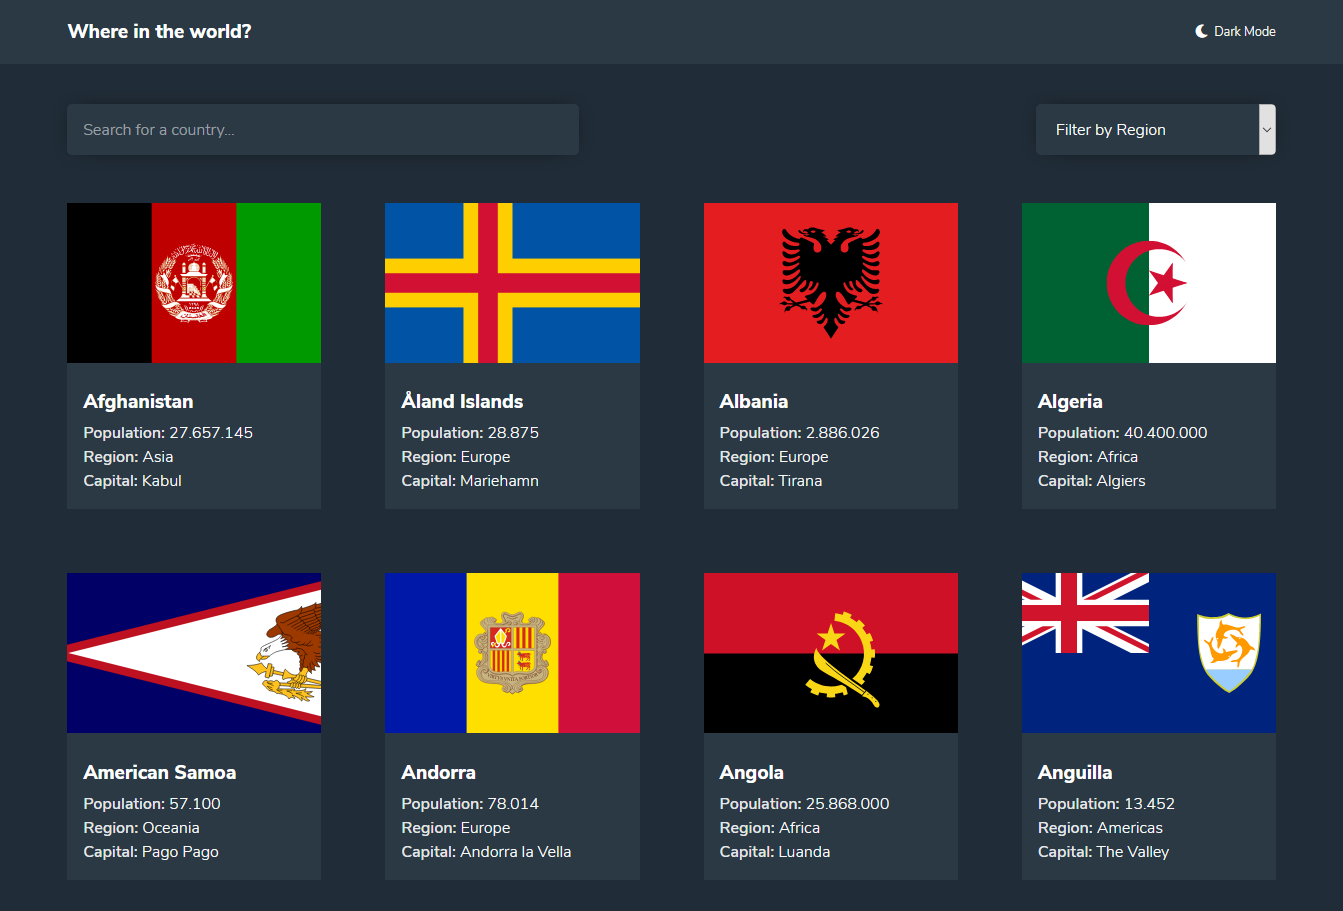 Where in the world?
Dark Mode
Search for a country...
Filter by Region
Afghanistan
Population: 27.657.145
Region: Asia
Capital: Kabul
Åland Islands
Population: 28.875
Region: Europe
Capital: Mariehamn
Albania
Population: 2.886.026
Region: Europe
Capital: Tirana
Algeria
Population: 40.400.000
Region: Africa
Capital: Algiers
American Samoa
Population: 57.100
Region: Oceania
Capital: Pago Pago
Andorra
Population: 78.014
Region: Europe
Capital: Andorra la Vella
Angola
Population: 25.868.000
Region: Africa
Capital: Luanda
Anguilla
Population: 13.452
Region: Americas
Capital: The Valley